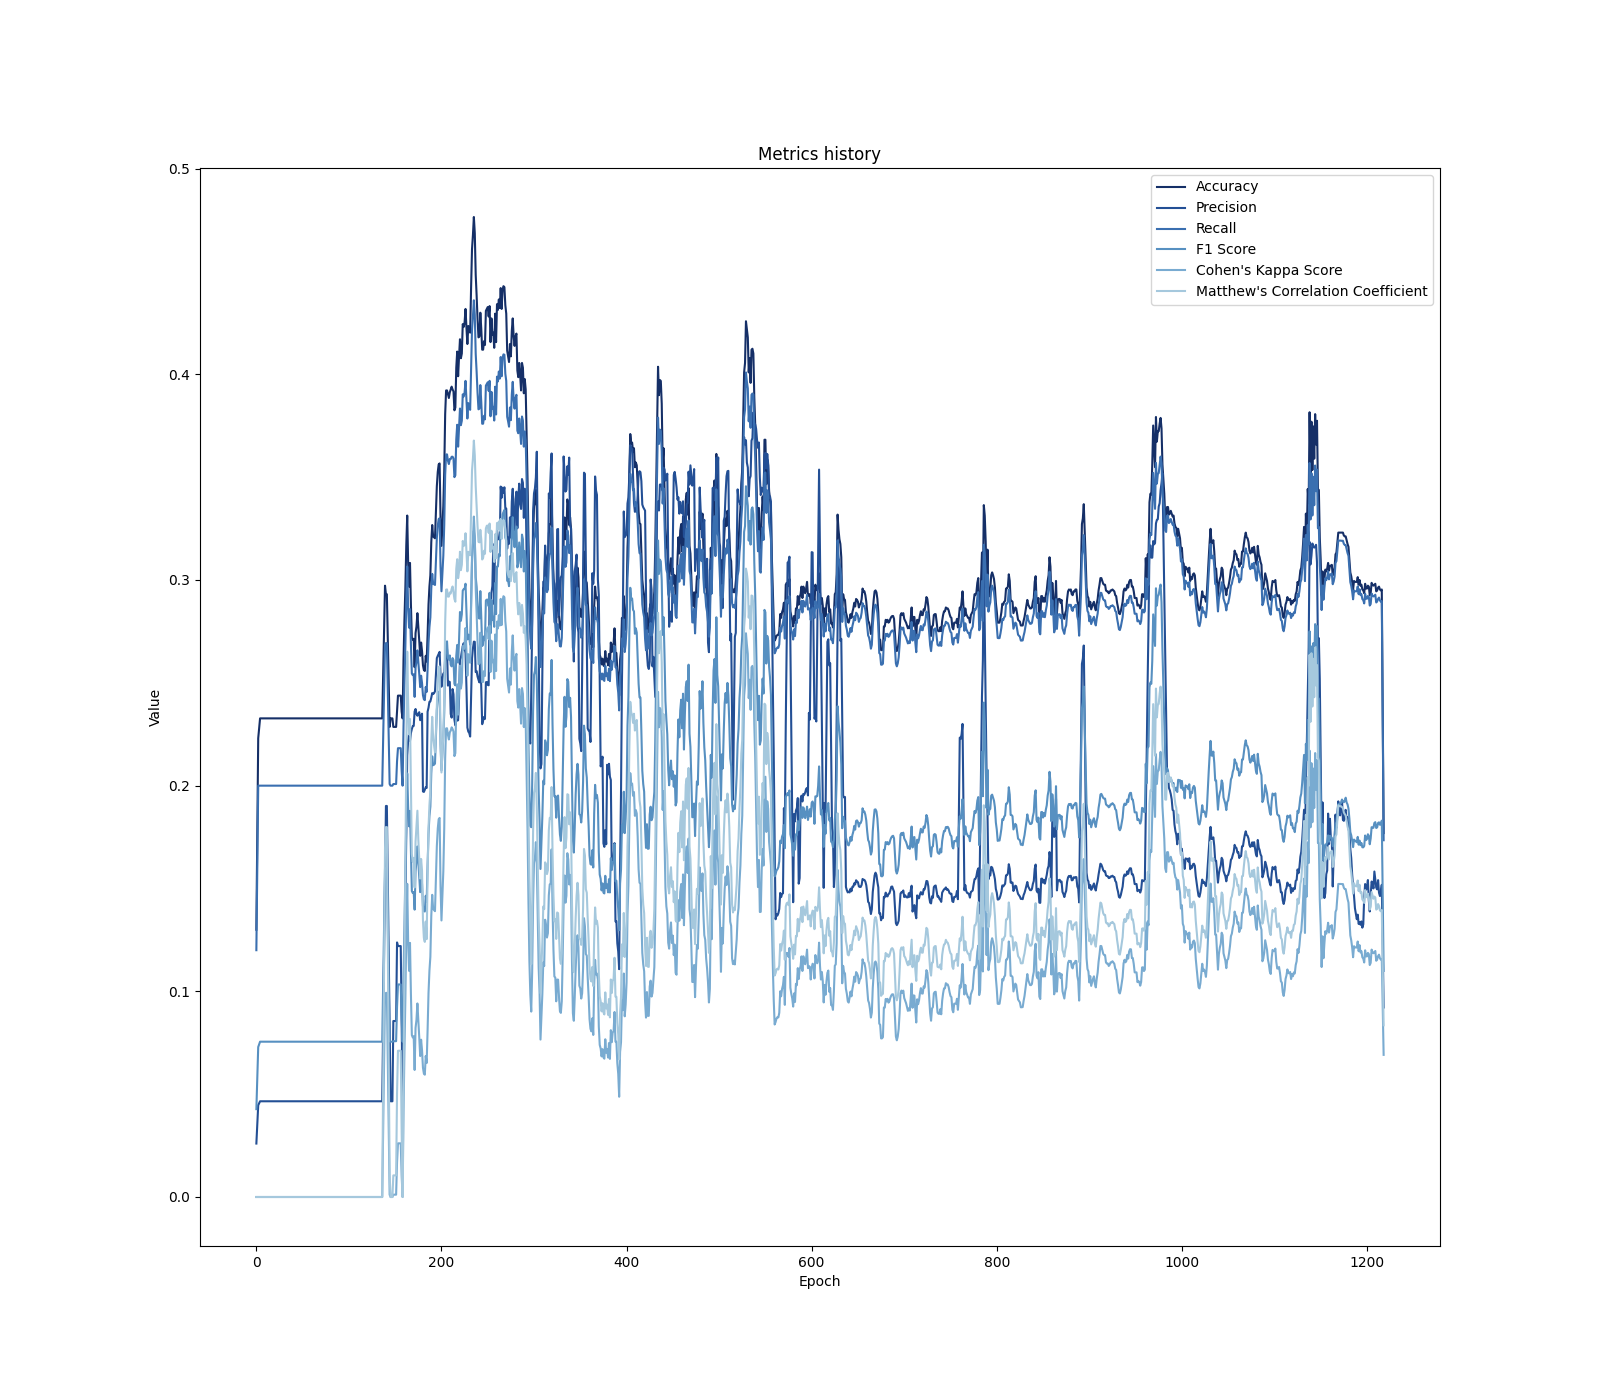 Metrics history
0.5
0.4
0.3
0.2
0.1
0.0
Value
Accuracy
Precision
Recall
F1 Score
Cohen's Kappa Score
Matthew's Correlation Coefficient
0 200 400 600 800 1000 1200
Epoch